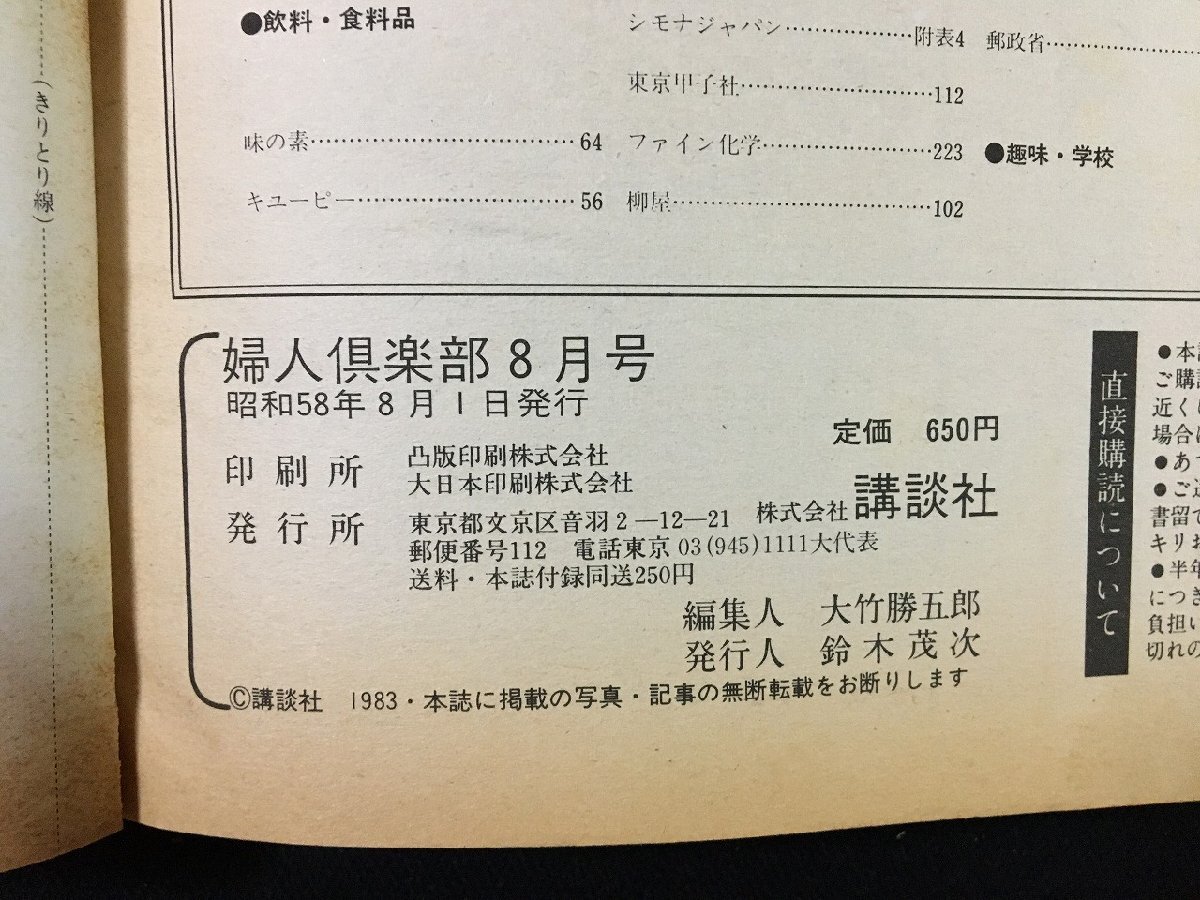 (きりとり線)
●飲料・食料品
味の素……………………………64
キユーピー………………………56
シモナジャパン………………附表4
東京甲子社………………………112
ファイン化学……………………223
柳屋………………………………102
郵政省…………………
●趣味・学校
婦人倶楽部8月号
昭和58年8月1日発行
定価 650円
印刷所 凸版印刷株式会社
大日本印刷株式会社
発行所 東京都文京区音羽2―12―21 株式会社講談社
郵便番号112 電話東京03(945)1111大代表
送料・本誌付録同送250円
編集人 大竹勝五郎
発行人 鈴木茂次
©講談社 1983・本誌に掲載の写真・記事の無断転載をお断りします
直接購読について
●本
ご購
近く
場合
●あ
●ご
書留で
キリ
●半年
につき
負担い
切れの